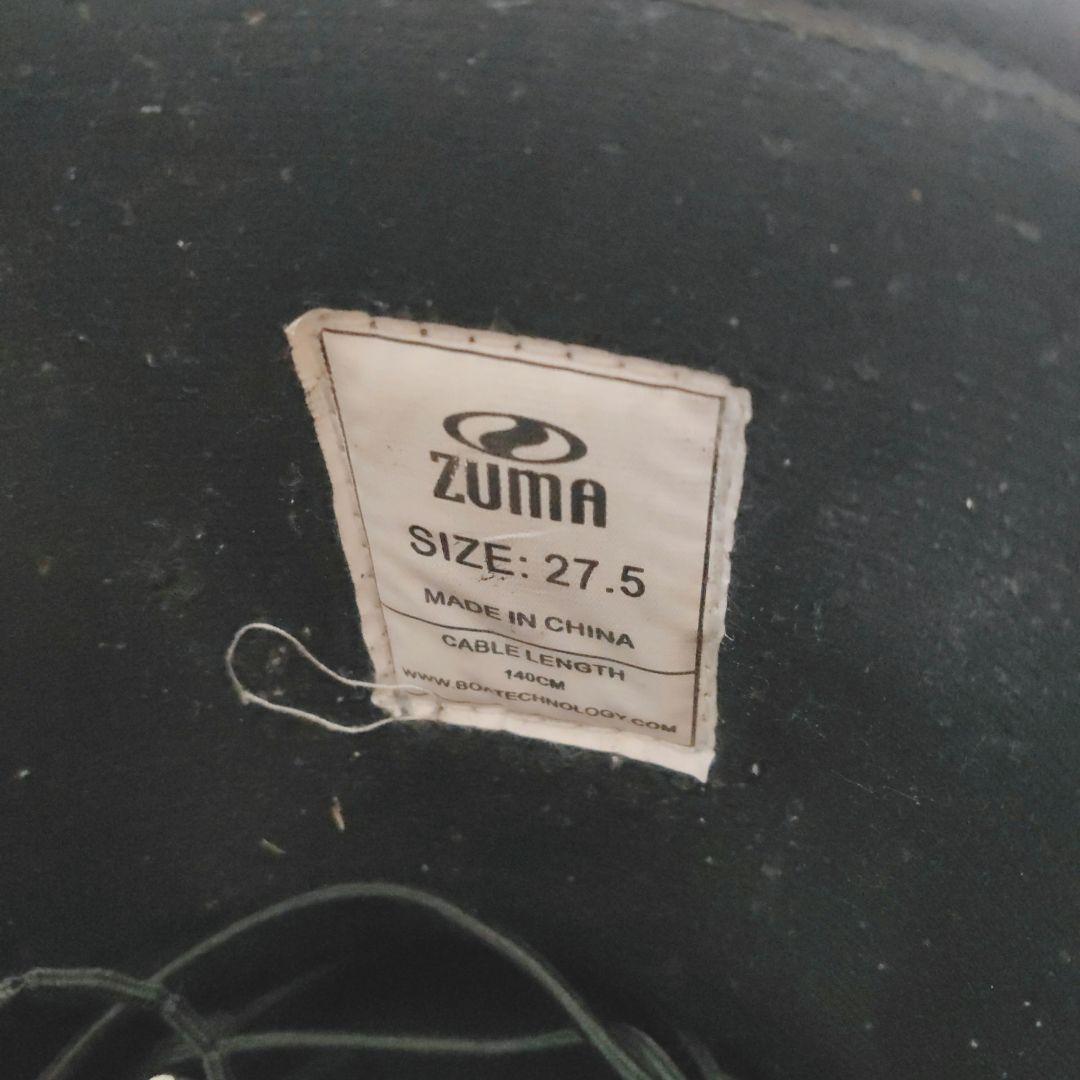 ZUMA
SIZE: 27.5
MADE IN CHINA
CABLE LENGTH
140CM
WWW.BOATECHNOLOGY.COM